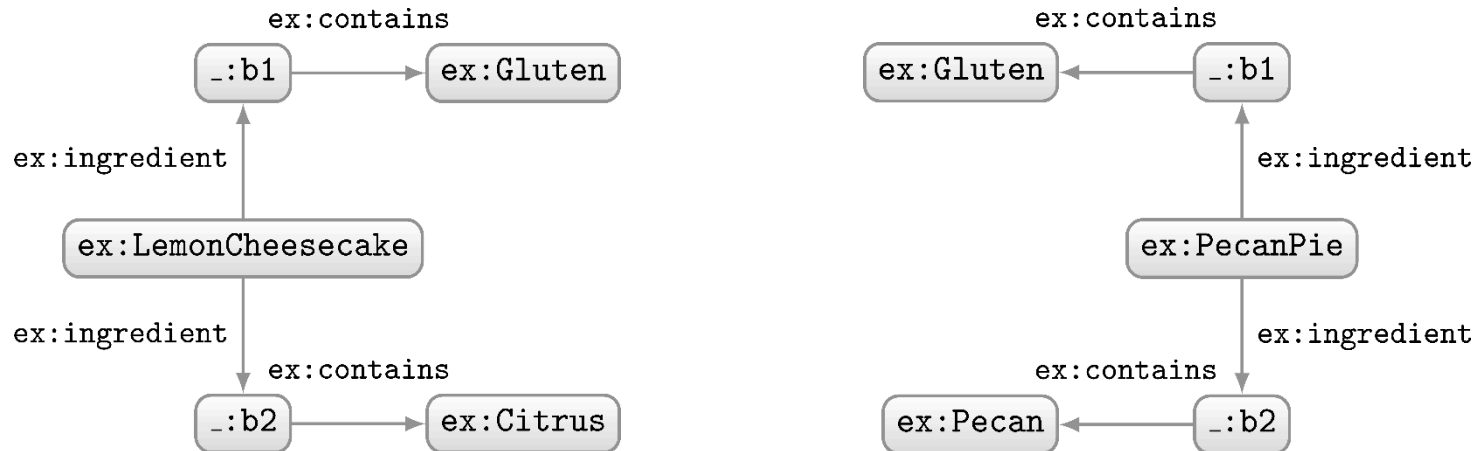 ex:contains
_:b1
ex:Gluten
ex:ingredient
ex:LemonCheesecake
ex:ingredient
ex:contains
_:b2
ex:Citrus
ex:contains
ex:Gluten
_:b1
ex:ingredient
ex:PecanPie
ex:ingredient
ex:contains
ex:Pecan
_:b2